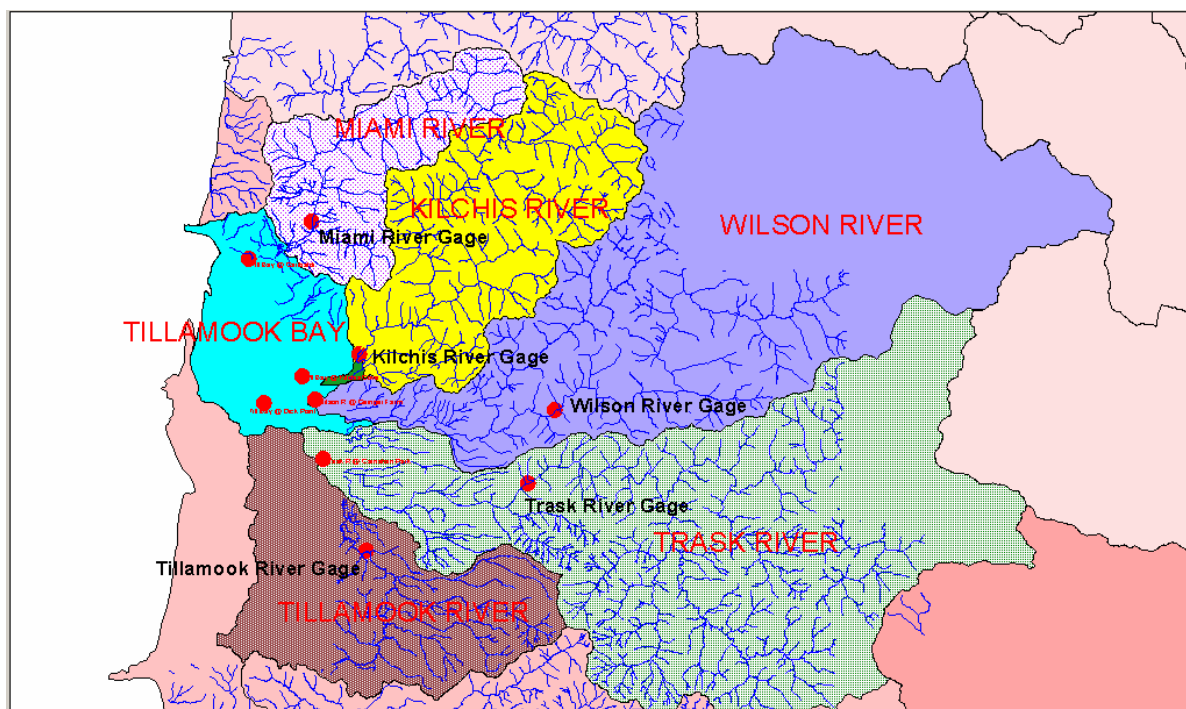 MIAMI RIVER
KILCHIS RIVER
WILSON RIVER
Miami River Gage
TILLAMOOK BAY
Kilchis River Gage
Wilson River Gage
Trask River Gage
TRASK RIVER
Tillamook River Gage
TILLAMOOK RIVER